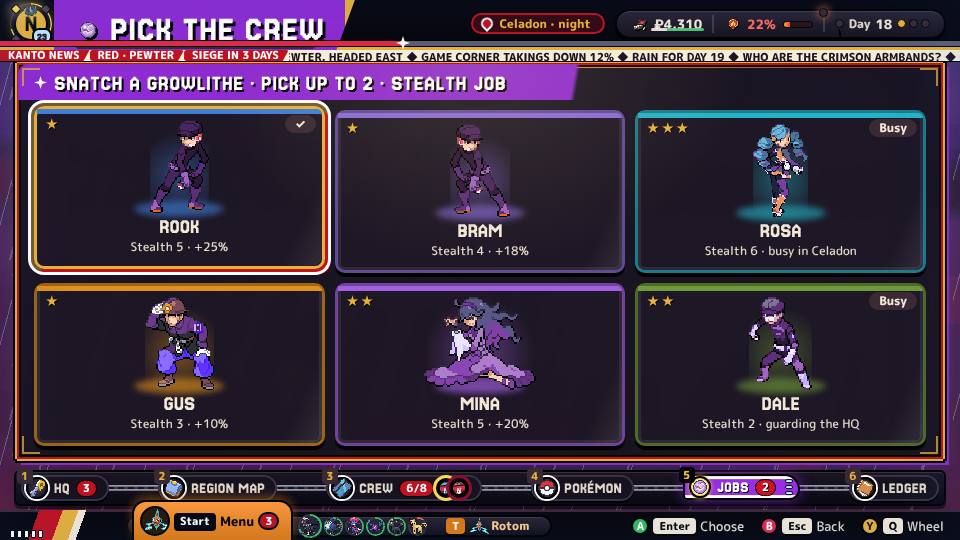 PICK THE CREW
Celadon · night
₽4,310
22%
Day 18
KANTO NEWS
RED · PEWTER
SIEGE IN 3 DAYS
WTER, HEADED EAST ◆ GAME CORNER TAKINGS DOWN 12% ◆ RAIN FOR DAY 19 ◆ WHO ARE THE CRIMSON ARMBANDS? ◆
SNATCH A GROWLITHE · PICK UP TO 2 · STEALTH JOB
ROOK
Stealth 5 · +25%
BRAM
Stealth 4 · +18%
Busy
ROSA
Stealth 6 · busy in Celadon
GUS
Stealth 3 · +10%
MINA
Stealth 5 · +20%
Busy
DALE
Stealth 2 · guarding the HQ
1 HQ 3
2 REGION MAP
3 CREW 6/8
4 POKÉMON
5 JOBS 2
6 LEDGER
Start Menu 3
T Rotom
A Enter Choose
B Esc Back
Y Q Wheel